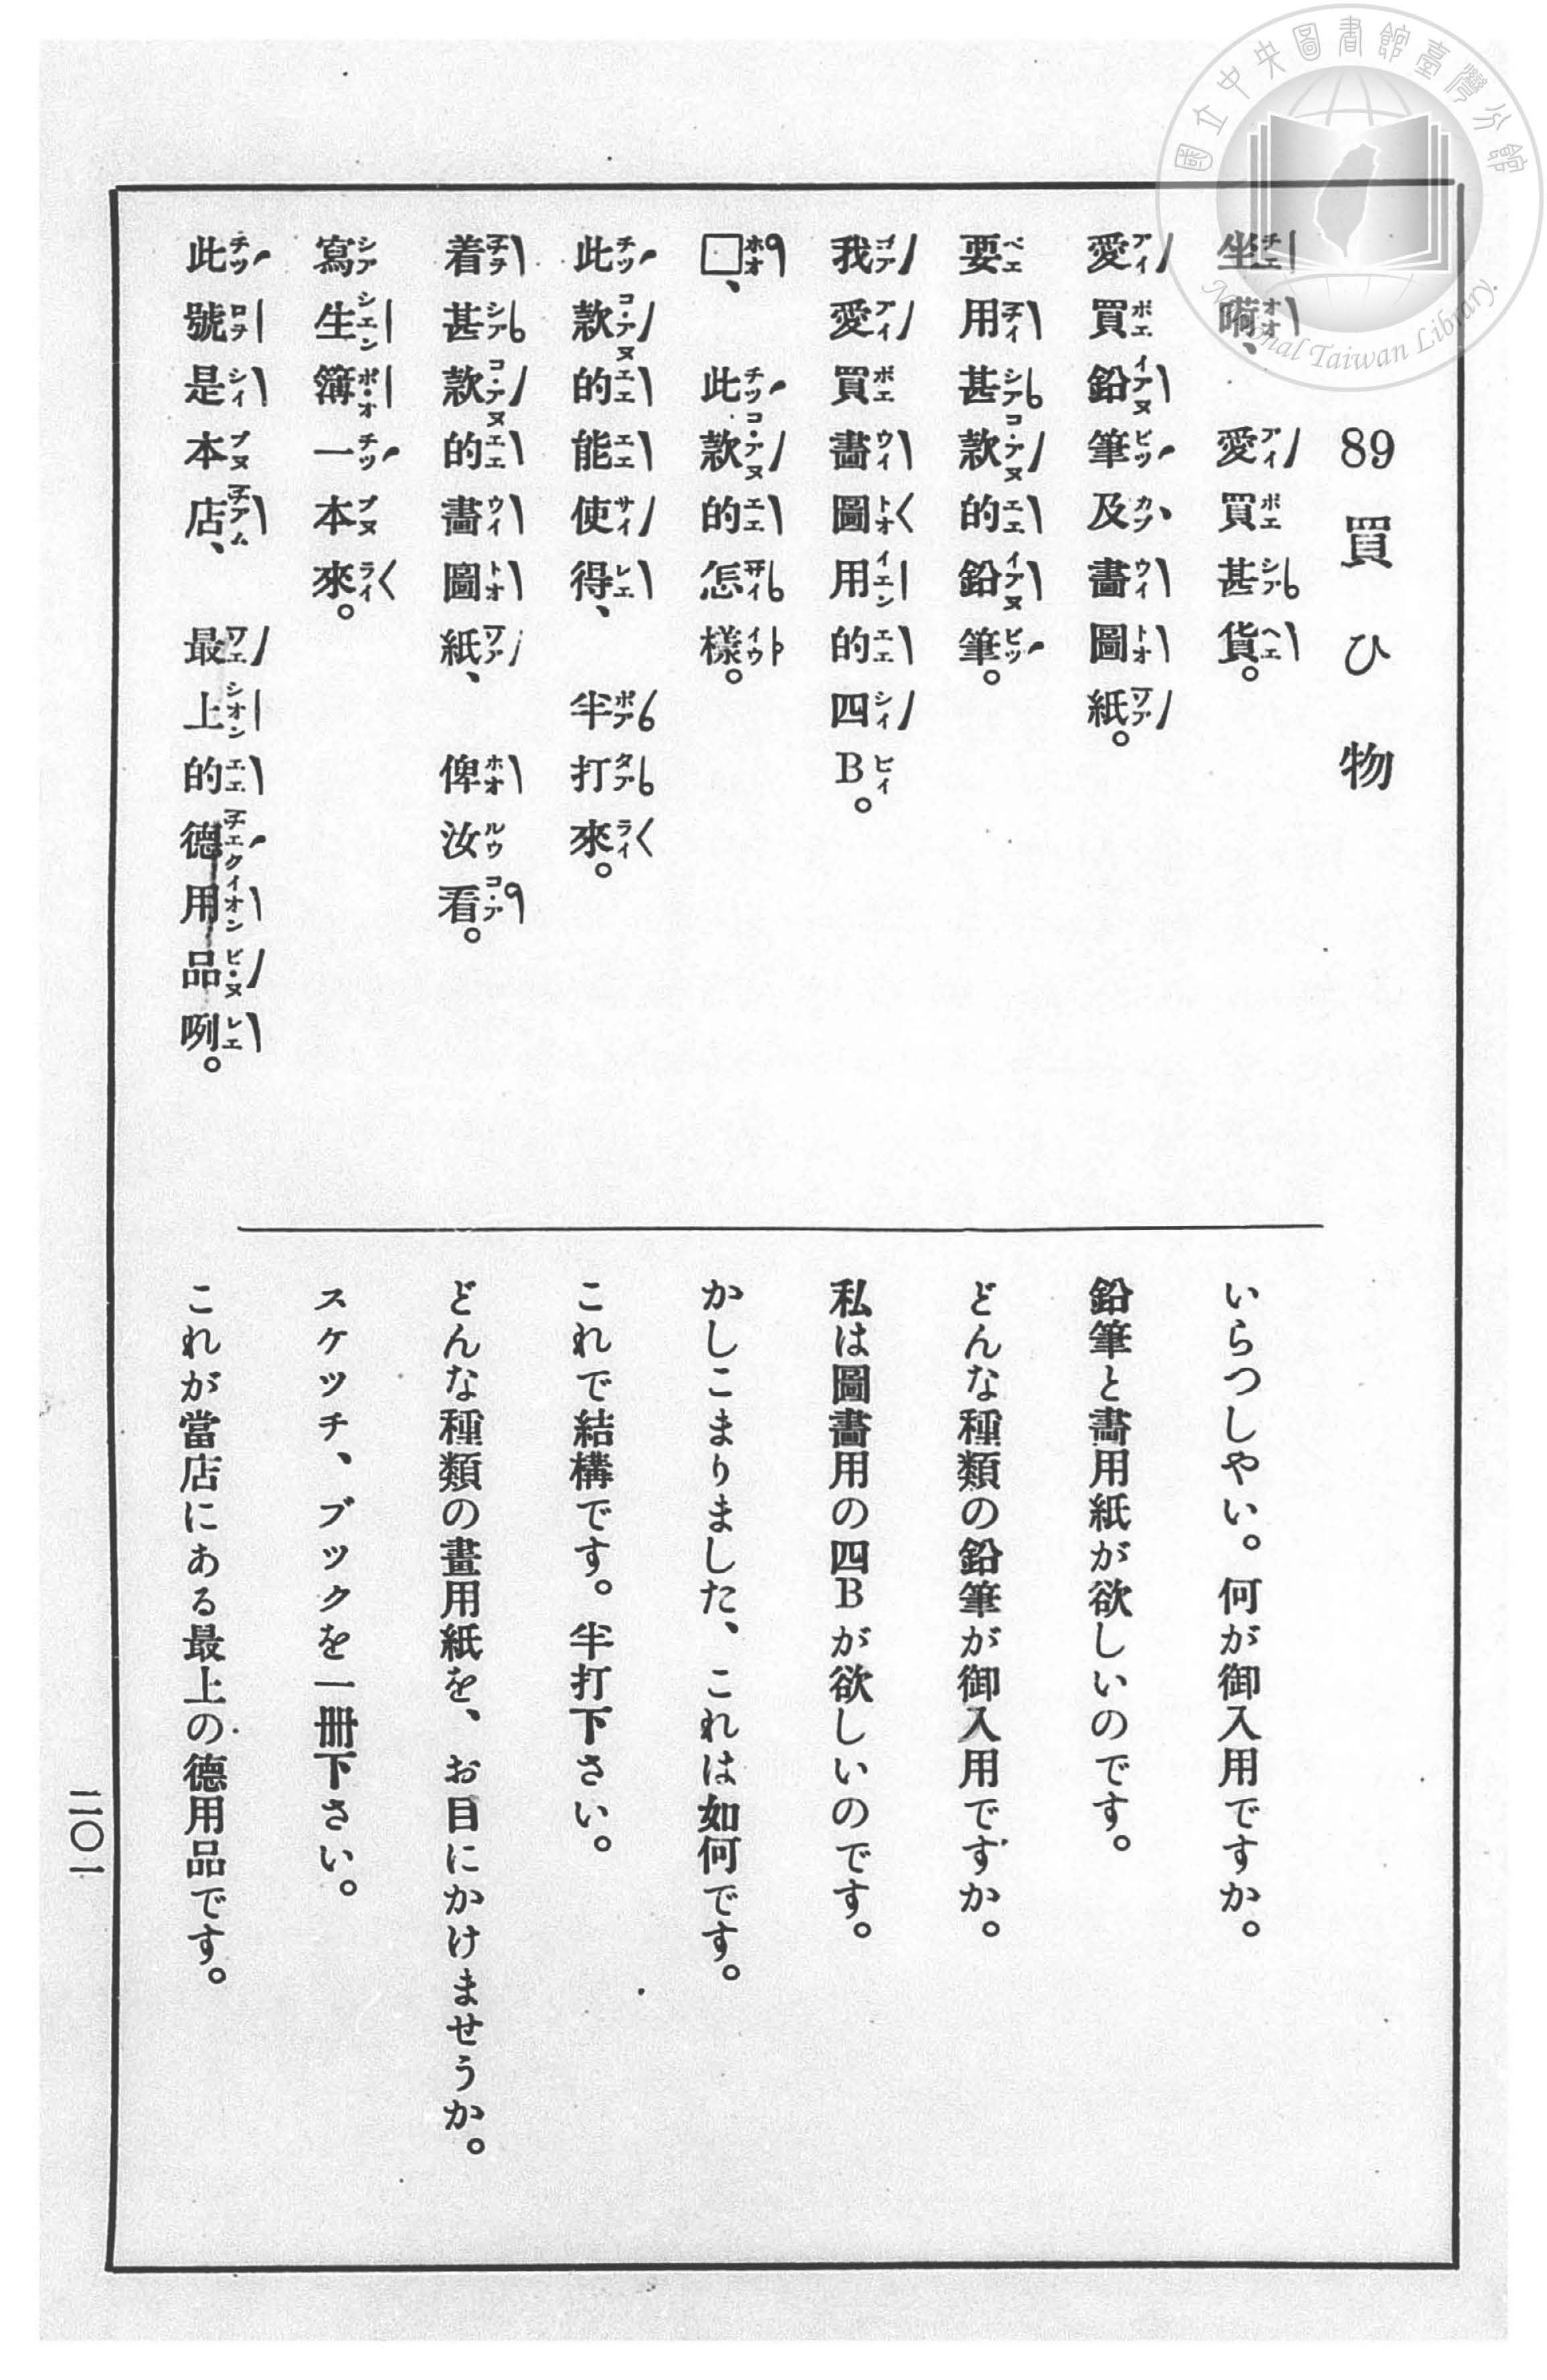 國立中央圖書館臺灣分館
National Taiwan Library.
89 買ひ物
坐嗬、愛買甚貨。
いらつしやい。何が御入用ですか。
愛買鉛筆及畵圖紙。
鉛筆と畵用紙が欲しいのです。
要用甚款的鉛筆。
どんな種類の鉛筆が御入用ですか。
我愛買畵圖用的四B。
私は圖畵用の四Bが欲しいのです。
□、此款的怎樣。
かしこまりました、これは如何です。
此款的能使得、半打來。
これで結構です。半打下さい。
着甚款的畵圖紙、俾汝看。
どんな種類の畫用紙を、お目にかけませうか。
寫生簿一本來。
スケッチ、ブックを一冊下さい。
此號是本店、最上的德用品咧。
これが當店にある最上の德用品です。
二〇一